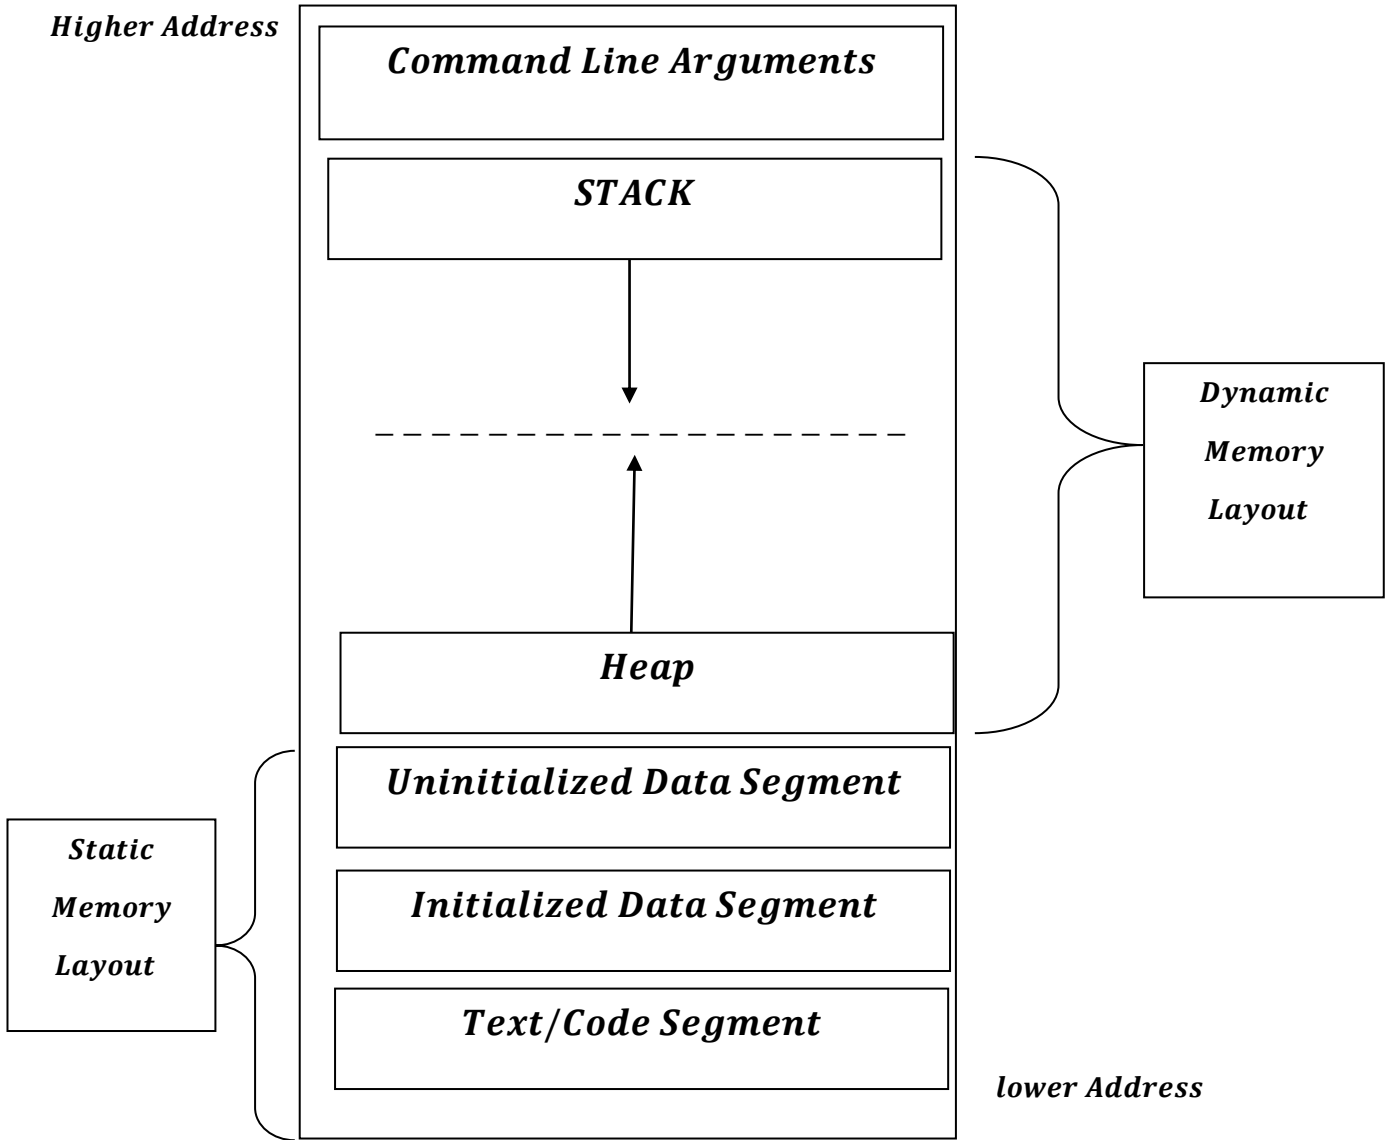 Higher Address
Command Line Arguments
STACK
Dynamic
Memory
Layout
Heap
Uninitialized Data Segment
Static
Memory
Layout
Initialized Data Segment
Text/Code Segment
lower Address